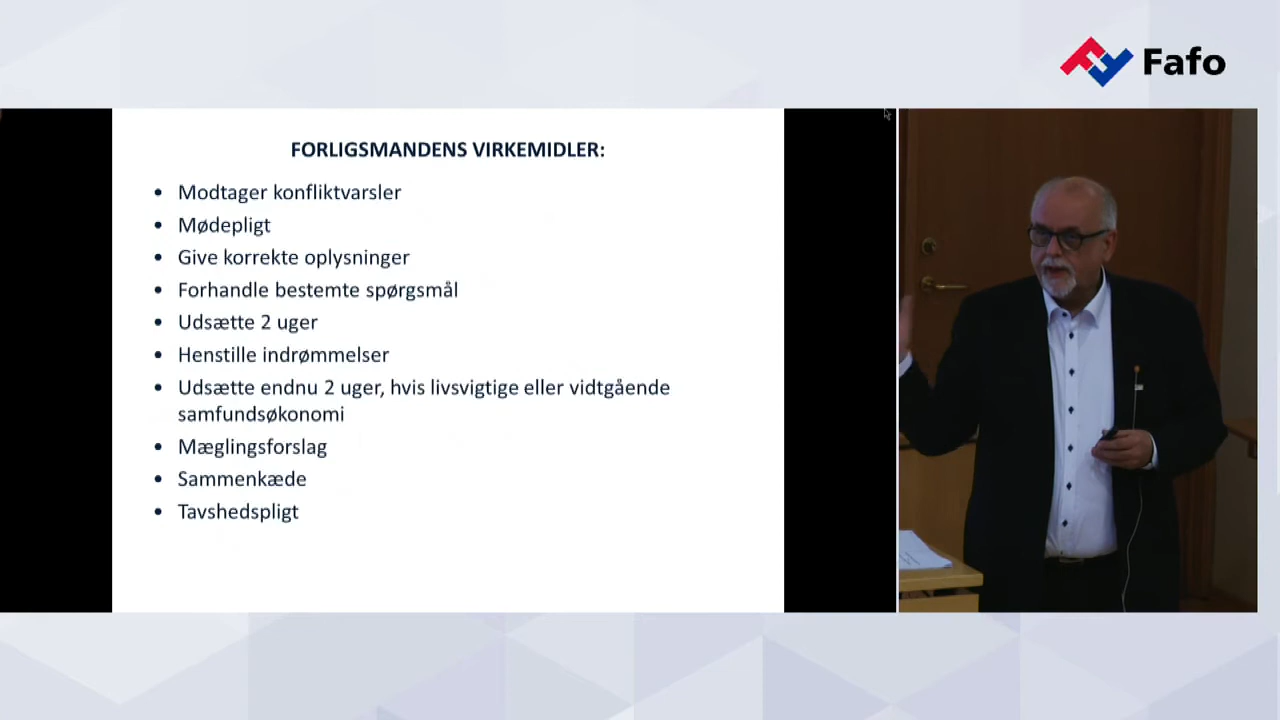 Fafo
FORLIGSMANDENS VIRKEMIDLER:
• Modtager konfliktvarsler
• Mødepligt
• Give korrekte oplysninger
• Forhandle bestemte spørgsmål
• Udsætte 2 uger
• Henstille indrømmelser
• Udsætte endnu 2 uger, hvis livsvigtige eller vidtgående
samfundsøkonomi
• Mæglingsforslag
• Sammenkæde
• Tavshedspligt